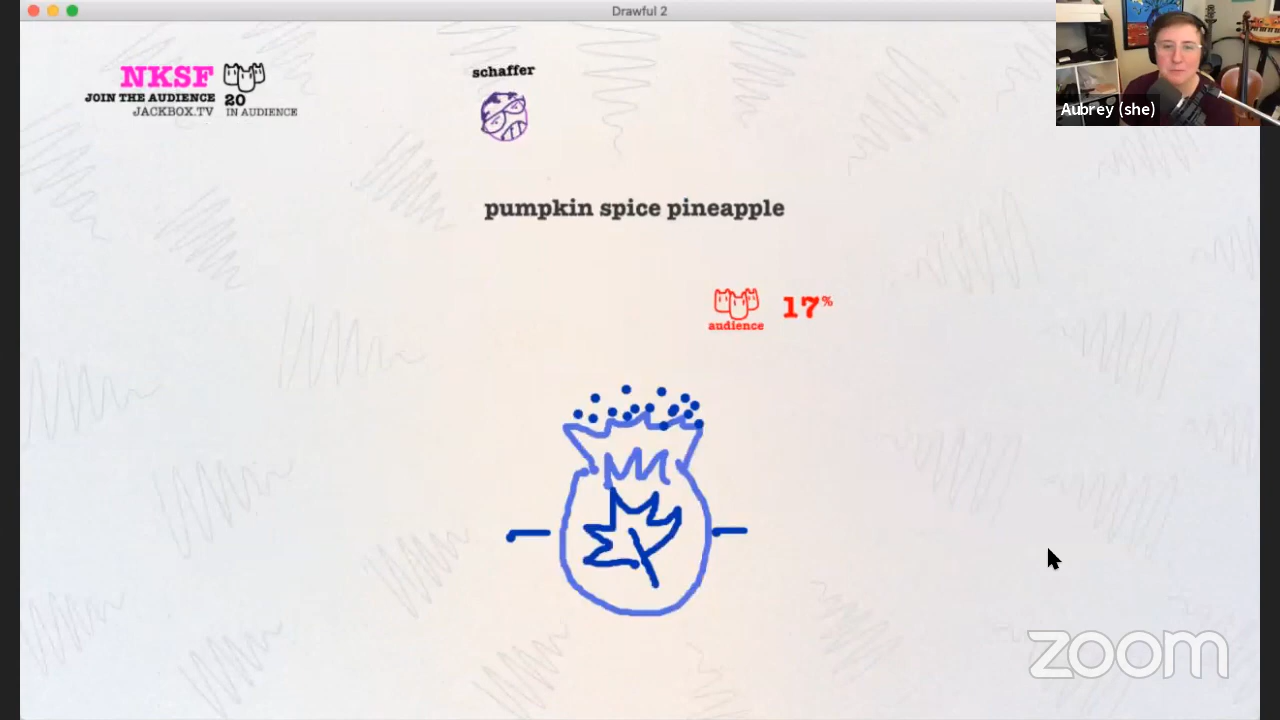 Drawful 2
NKSF
JOIN THE AUDIENCE
JACKBOX.TV
20
IN AUDIENCE
schaffer
Aubrey (she)
pumpkin spice pineapple
audience
17%
zoom